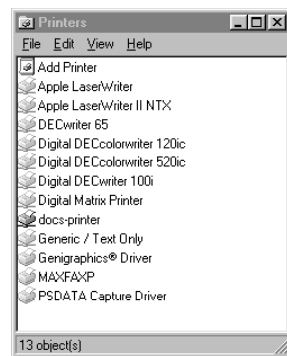 Printers
File Edit View Help
Add Printer
Apple LaserWriter
Apple LaserWriter II NTX
DECwriter 65
Digital DECcolorwriter 120ic
Digital DECcolorwriter 520ic
Digital DECwriter 100i
Digital Matrix Printer
docs-printer
Generic / Text Only
Genigraphics® Driver
MAXFAXP
PSDATA Capture Driver
13 object(s)